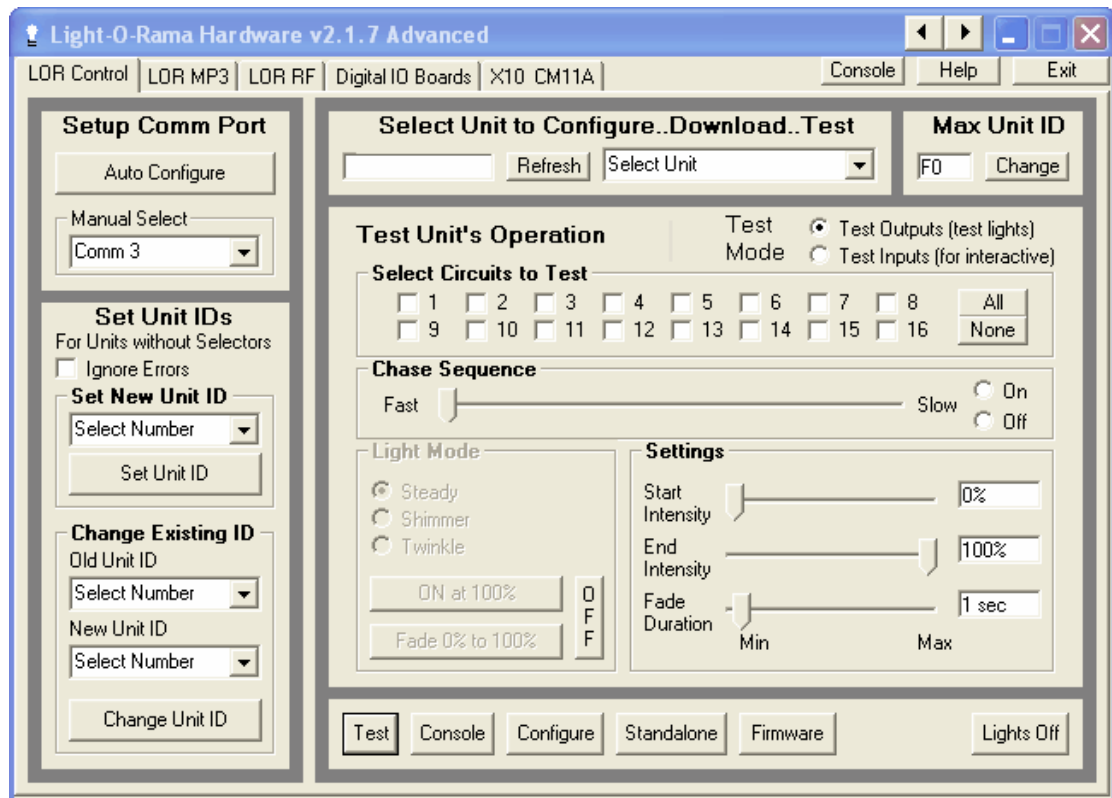 Light-O-Rama Hardware v2.1.7 Advanced
LOR Control LOR MP3 LOR RF Digital IO Boards X10 CM11A Console Help Exit
Setup Comm Port
Auto Configure
Manual Select
Comm 3
Set Unit IDs
For Units without Selectors
Ignore Errors
Set New Unit ID
Select Number
Set Unit ID
Change Existing ID
Old Unit ID
Select Number
New Unit ID
Select Number
Change Unit ID
Select Unit to Configure..Download..Test
Refresh Select Unit
Max Unit ID
F0 Change
Test Unit's Operation
Test Mode
Test Outputs (test lights)
Test Inputs (for interactive)
Select Circuits to Test
1 2 3 4 5 6 7 8 All
9 10 11 12 13 14 15 16 None
Chase Sequence
Fast Slow
On
Off
Light Mode
Steady
Shimmer
Twinkle
ON at 100%
Fade 0% to 100%
OFF
Settings
Start Intensity 0%
End Intensity 100%
Fade Duration 1 sec
Min Max
Test Console Configure Standalone Firmware Lights Off